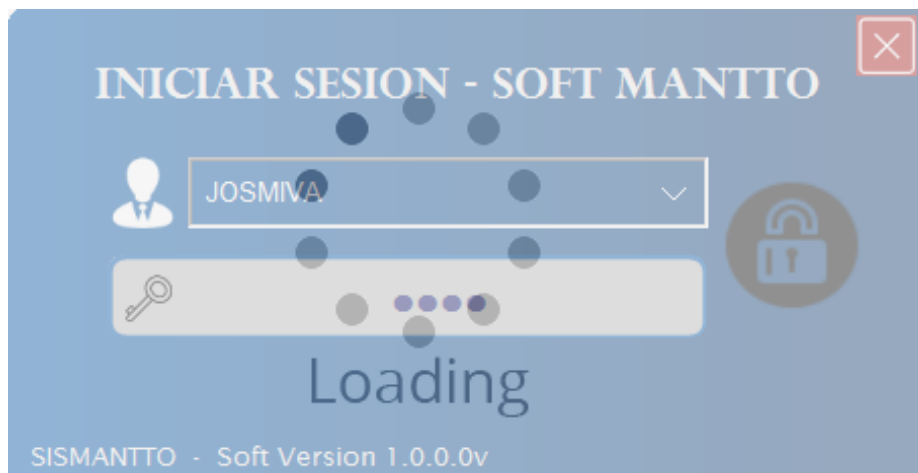 INICIAR SESION - SOFT MANTTO
JOSMIVA
Loading
SISMANTTO - Soft Version 1.0.0.0v